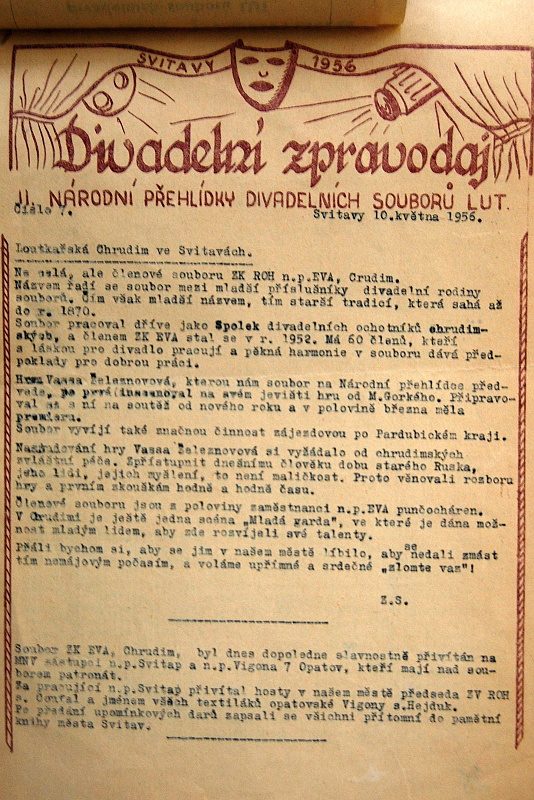 SVITAVY 1956
Divadelní zpravodaj
II. NÁRODNÍ PŘEHLÍDKY DIVADELNÍCH SOUBORŮ LUT.
Číslo 7. Svitavy 10.května 1956.
Loutkařská Chrudim ve Svitavách.
Ne celá, ale členové souboru ZK ROH n.p.EVA, Crudim.
Názvem řadí se soubor mezi mladší příslušníky divadelní rodiny
souborů. Čím však mladší názvem, tím starší tradicí, která sahá až
do r. 1870.
Soubor pracoval dříve jako Spolek divadelních ochotníků chrudim-
ských, a členem ZK EVA stal se v r. 1952. Má 60 členů, kteří
s láskou pro divadlo pracují a pěkná harmonie v souboru dává před-
poklady pro dobrou práci.
Hru Vassa Železnovová, kterou nám soubor na Národní přehlídce před-
vede, po prvé inscenoval na svém jevišti hru od M.Gorkého. Připravo-
val se s ní na soutěž od nového roku a v polovině března měla
premieru.
Soubor vyvíjí také značnou činnost zájezdovou po Pardubickém kraji.
Nastudování hry Vassa Železnovová si vyžádalo od chrudimských
zvláštní péče. Zpřístupnit dnešnímu člověku dobu starého Ruska,
jeho lidi, jejich myšlení, to není maličkost. Proto věnovali rozboru
hry a prvním zkouškám hodně a hodně času.
Členové souboru jsou z poloviny zaměstnanci n.p.EVA punčocháren.
V Crudimi je ještě jedna scéna „Mladá garda", ve které je dána mož-
nost mladým lidem, aby zde rozvíjeli své talenty.
Přáli bychom si, aby se jim v našem městě líbilo, aby se nedali zmást
tím nemájovým počasím, a voláme upřímné a srdečné „zlomte vaz"!
Z.S.
Soubor ZK EVA, Chrudim, byl dnes dopoledne slavnostně přivítán na
MNV zástupci n.p.Svitap a n.p.Vigona 7 Opatov, kteří mají nad sou-
borem patronát.
Za pracující n.p.Svitap přivítal hosty v našem městě předseda ZV ROH
s. Coufal a jménem všech textiláků opatovské Vigony s.Hejduk.
Po předání upomínkových darů zapsali se všichni přítomní do pamětní
knihy města Svitav.